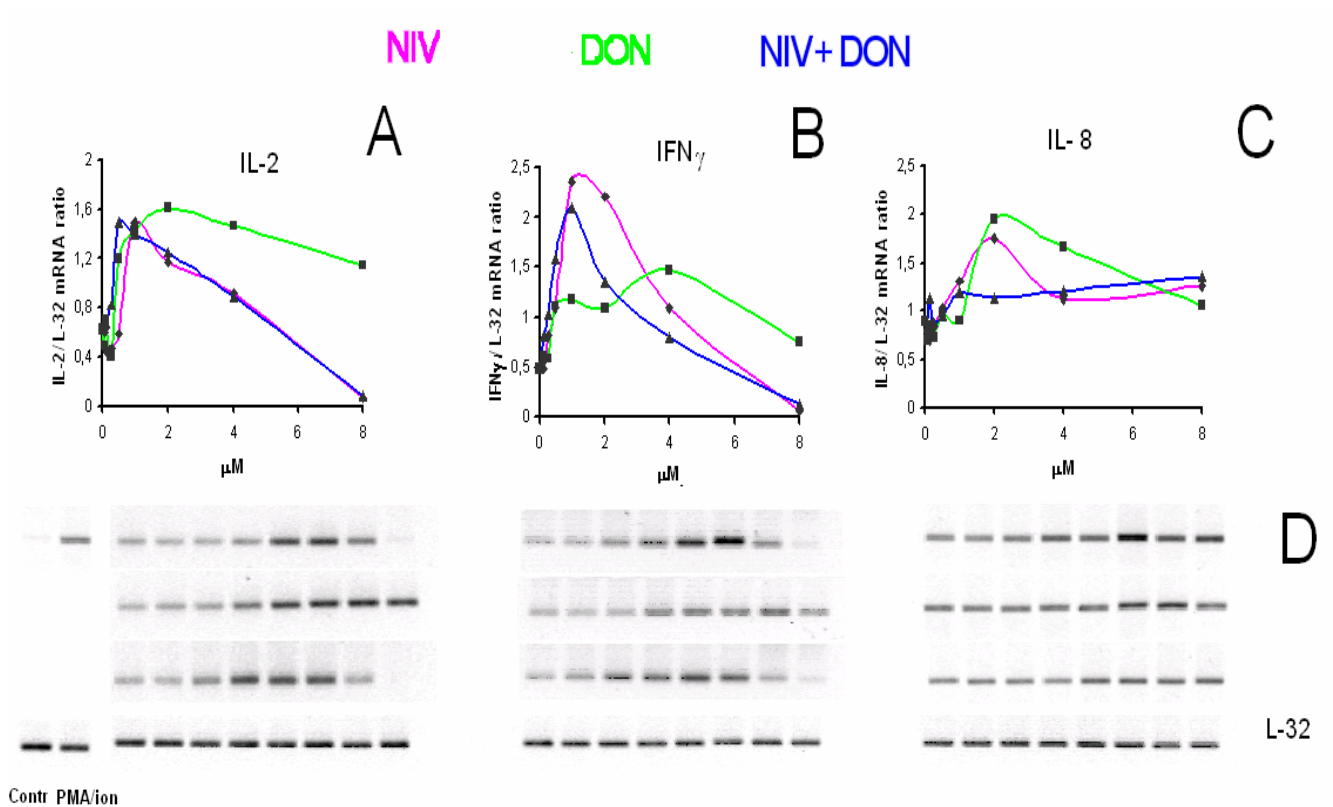 NIV DON NIV+ DON
A B C
IL-2 IFNγ IL- 8
IL-2/ L-32 mRNA ratio
2
1,6
1,2
0,8
0,4
0
0 2 4 6 8
μM
IFNγ/ L-32 mRNA ratio
2,5
2
1,5
1
0,5
0
0 2 4 6 8
μM.
IL-8/ L-32 mRNA ratio
2,5
2
1,5
1
0,5
0
0 2 4 6 8
μM
D
L-32
Contr PMA/ion